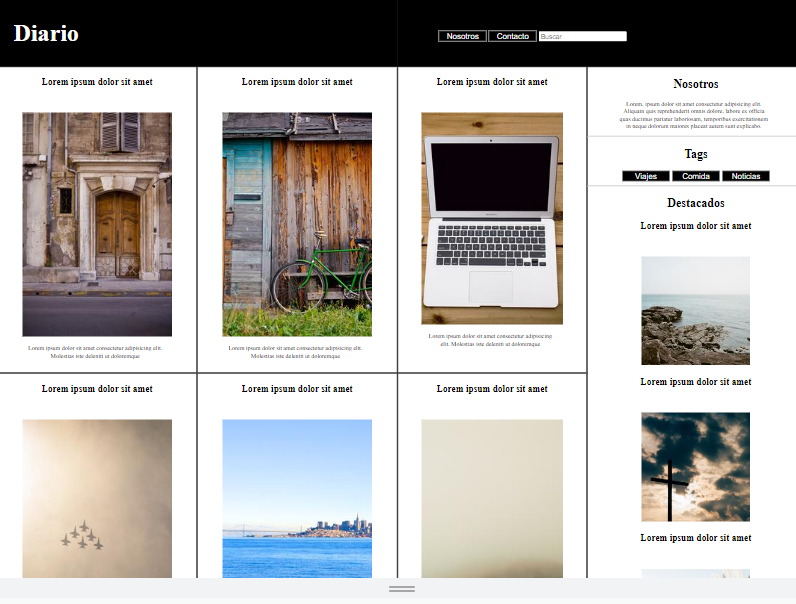 Diario
Nosotros
Contacto
Buscar
Lorem ipsum dolor sit amet
Lorem ipsum dolor sit amet consectetur adipisicing elit.
Molestias iste deleniti ut doloremque
Lorem ipsum dolor sit amet
Lorem ipsum dolor sit amet consectetur adipisicing elit.
Molestias iste deleniti ut doloremque
Lorem ipsum dolor sit amet
Lorem ipsum dolor sit amet consectetur adipisicing
elit. Molestias iste deleniti ut doloremque
Lorem ipsum dolor sit amet
Lorem ipsum dolor sit amet
Lorem ipsum dolor sit amet
Nosotros
Lorem, ipsum dolor sit amet consectetur adipisicing elit.
Aliquam quis reprehenderit omnis dolore, labore ex officia
quas ducimus pariatur laboriosam, temporibus exercitationem
in neque dolorum maiores placeat autem sunt explicabo.
Tags
Viajes
Comida
Noticias
Destacados
Lorem ipsum dolor sit amet
Lorem ipsum dolor sit amet
Lorem ipsum dolor sit amet